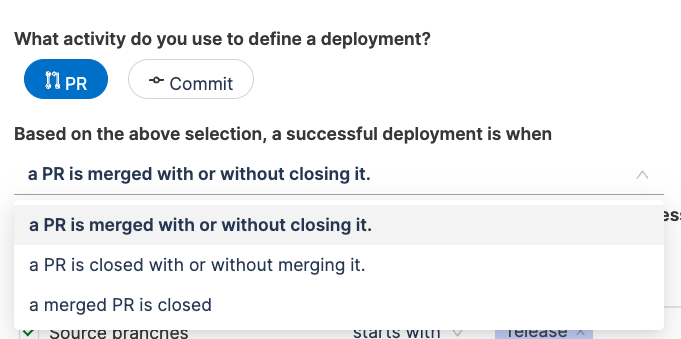 What activity do you use to define a deployment?
PR
Commit
Based on the above selection, a successful deployment is when
a PR is merged with or without closing it.
a PR is merged with or without closing it.
a PR is closed with or without merging it.
a merged PR is closed
Source branches starts with release